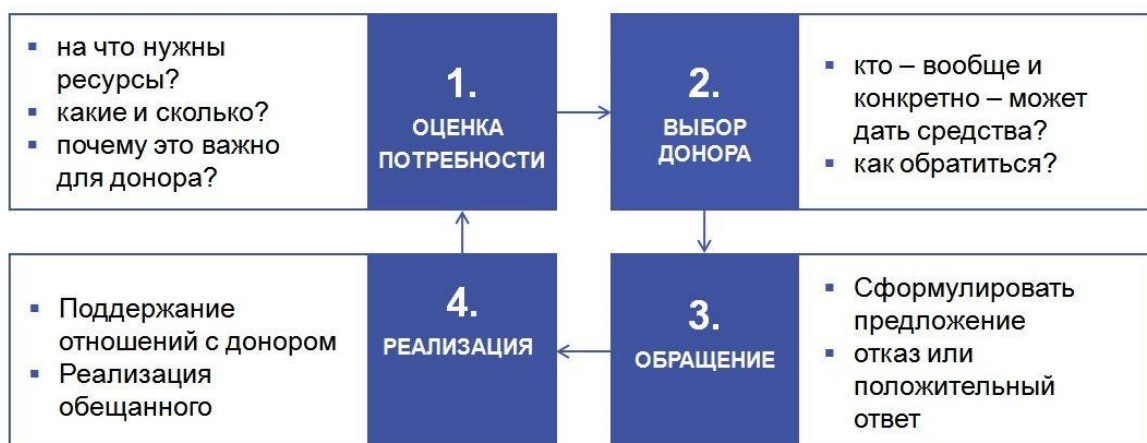 ▪ на что нужны
ресурсы?
▪ какие и сколько?
▪ почему это важно
для донора?
1.
ОЦЕНКА
ПОТРЕБНОСТИ
2.
ВЫБОР
ДОНОРА
▪ кто – вообще и
конкретно – может
дать средства?
▪ как обратиться?
▪ Поддержание
отношений с донором
▪ Реализация
обещанного
4.
РЕАЛИЗАЦИЯ
3.
ОБРАЩЕНИЕ
▪ Сформулировать
предложение
▪ отказ или
положительный
ответ